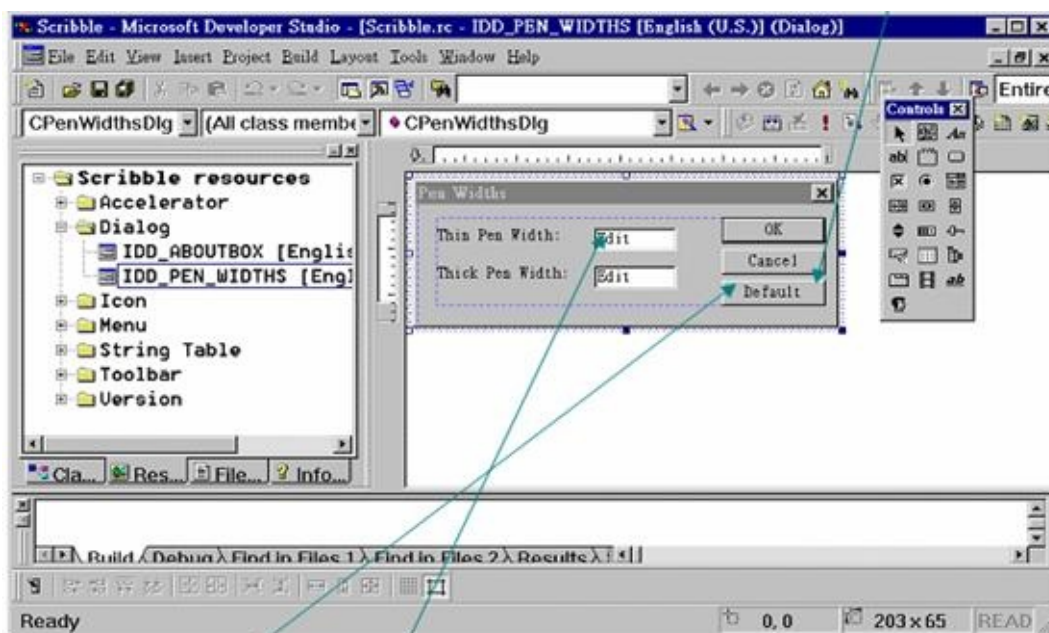 Scribble - Microsoft Developer Studio - [Scribble.rc - IDD_PEN_WIDTHS [English (U.S.)] (Dialog)]
File Edit View Insert Project Build Layout Tools Window Help
Entire
CPenWidthsDlg (All class membe CPenWidthsDlg
Controls
Aa
ab|
ab
Scribble resources
Accelerator
Dialog
IDD_ABOUTBOX [Englis
IDD_PEN_WIDTHS [Engl
Icon
Menu
String Table
Toolbar
Version
Cla... Res... File... Info...
Pen Widths
Thin Pen Width: Edit
Thick Pen Width: Edit
OK
Cancel
Default
Build Debug Find in Files 1 Find in Files 2 Results
Ready 0, 0 203×65 READ